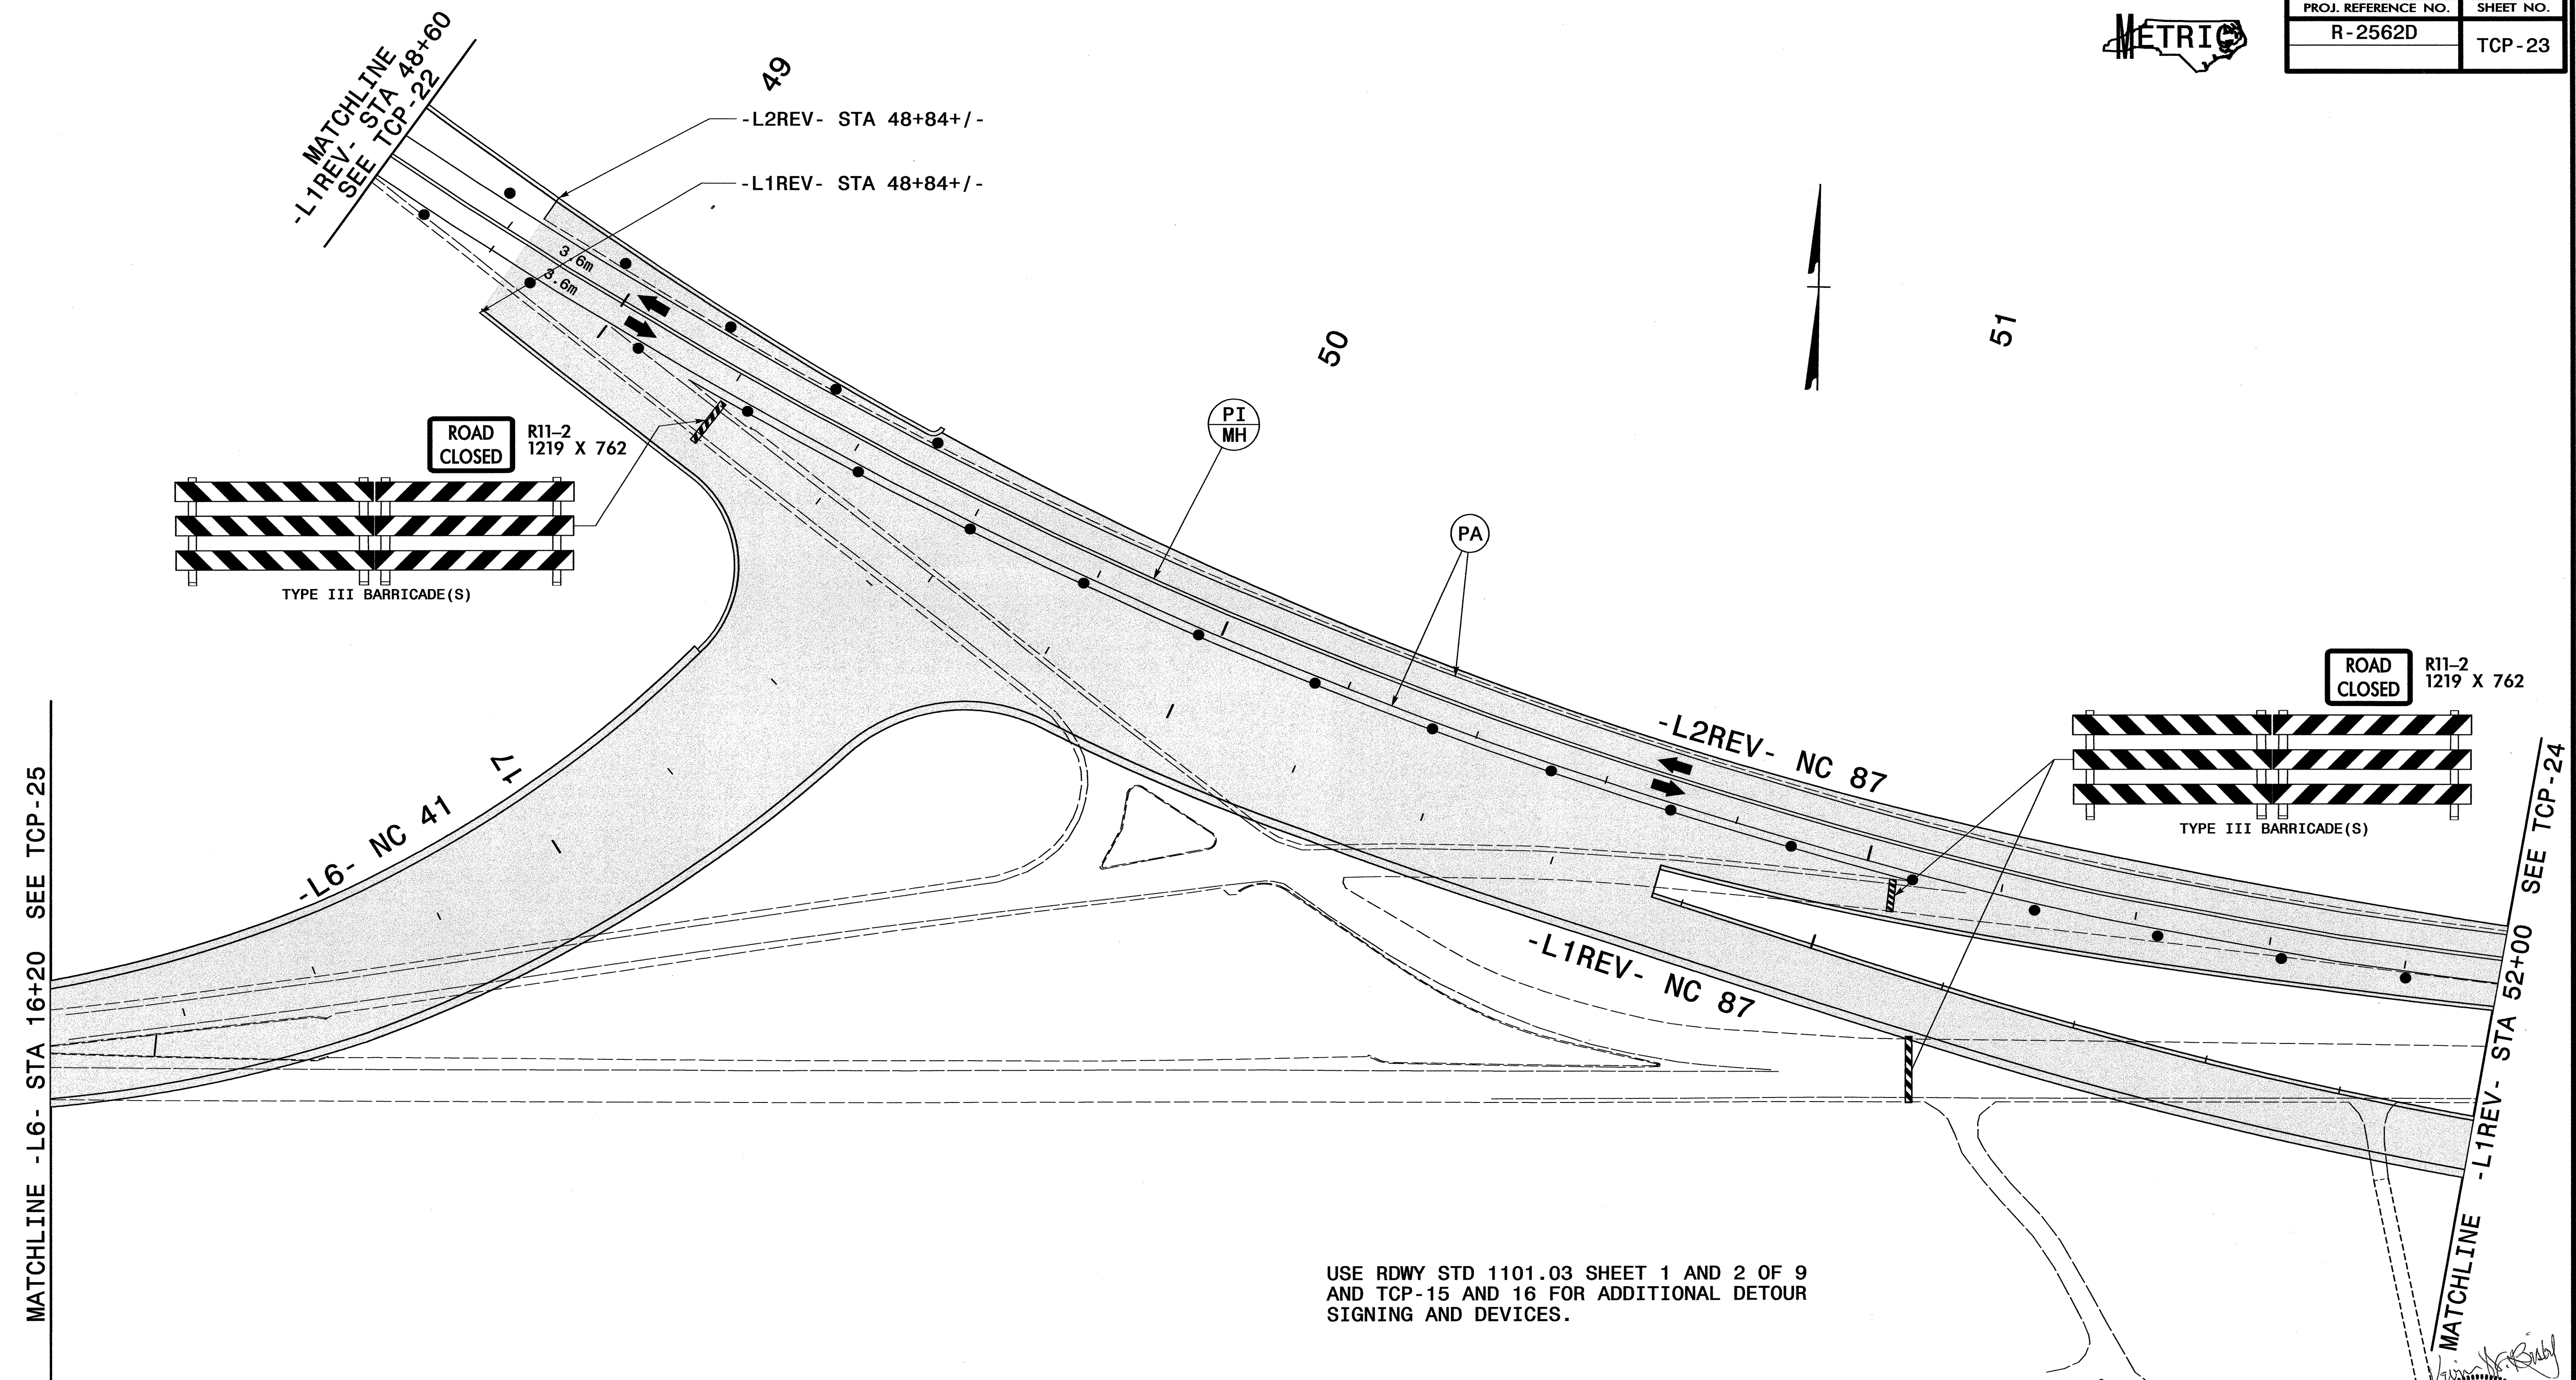 METRIC
PROJ. REFERENCE NO.
SHEET NO.
R-2562D
TCP-23
MATCHLINE
-L1REV- STA 48+60
SEE TCP-22
49
-L2REV- STA 48+84+/-
-L1REV- STA 48+84+/-
3.6m
3.6m
50
51
PI
MH
PA
ROAD
CLOSED
R11–2
1219 X 762
TYPE III BARRICADE(S)
ROAD
CLOSED
R11–2
1219 X 762
TYPE III BARRICADE(S)
-L2REV- NC 87
17
-L6- NC 41
-L1REV- NC 87
MATCHLINE -L6- STA 16+20 SEE TCP-25
MATCHLINE -L1REV- STA 52+00 SEE TCP-24
USE RDWY STD 1101.03 SHEET 1 AND 2 OF 9
AND TCP-15 AND 16 FOR ADDITIONAL DETOUR
SIGNING AND DEVICES.